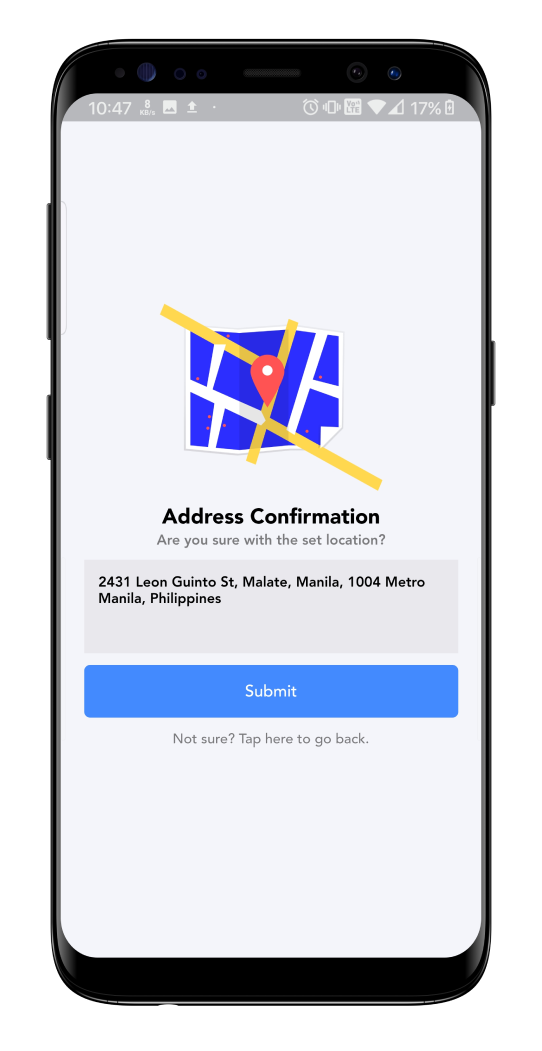 10:47 8 KB/s 17%
Address Confirmation
Are you sure with the set location?
2431 Leon Guinto St, Malate, Manila, 1004 Metro
Manila, Philippines
Submit
Not sure? Tap here to go back.